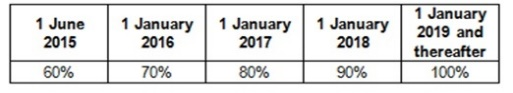 1 June
2015
1 January
2016
1 January
2017
1 January
2018
1 January
2019 and
thereafter
60%
70%
80%
90%
100%